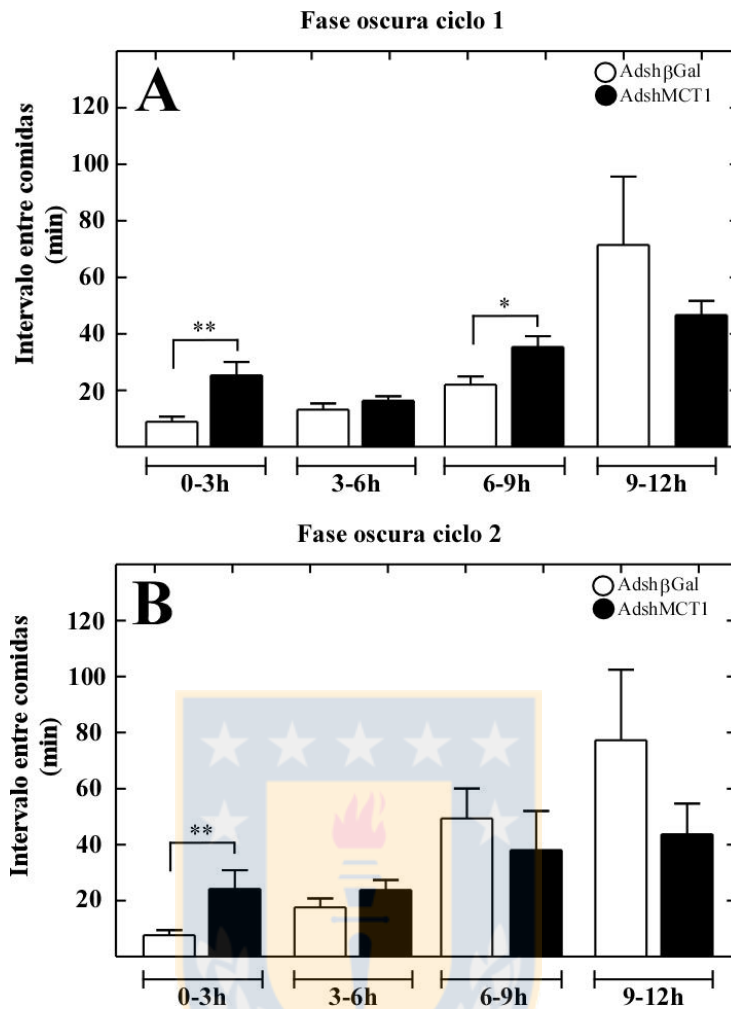 Fase oscura ciclo 1
A
AdshβGal
AdshMCT1
Intervalo entre comidas
(min)
120
100
80
60
40
20
**
*
0-3h
3-6h
6-9h
9-12h
Fase oscura ciclo 2
B
AdshβGal
AdshMCT1
Intervalo entre comidas
(min)
120
100
80
60
40
20
**
0-3h
3-6h
6-9h
9-12h